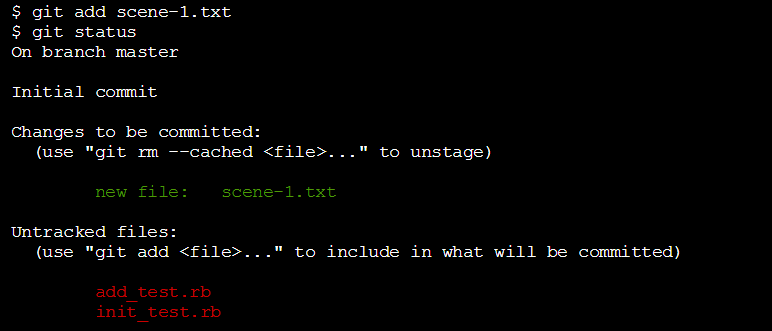 $ git add scene-1.txt
$ git status
On branch master
Initial commit
Changes to be committed:
(use "git rm --cached <file>..." to unstage)
new file: scene-1.txt
Untracked files:
(use "git add <file>..." to include in what will be committed)
add_test.rb
init_test.rb